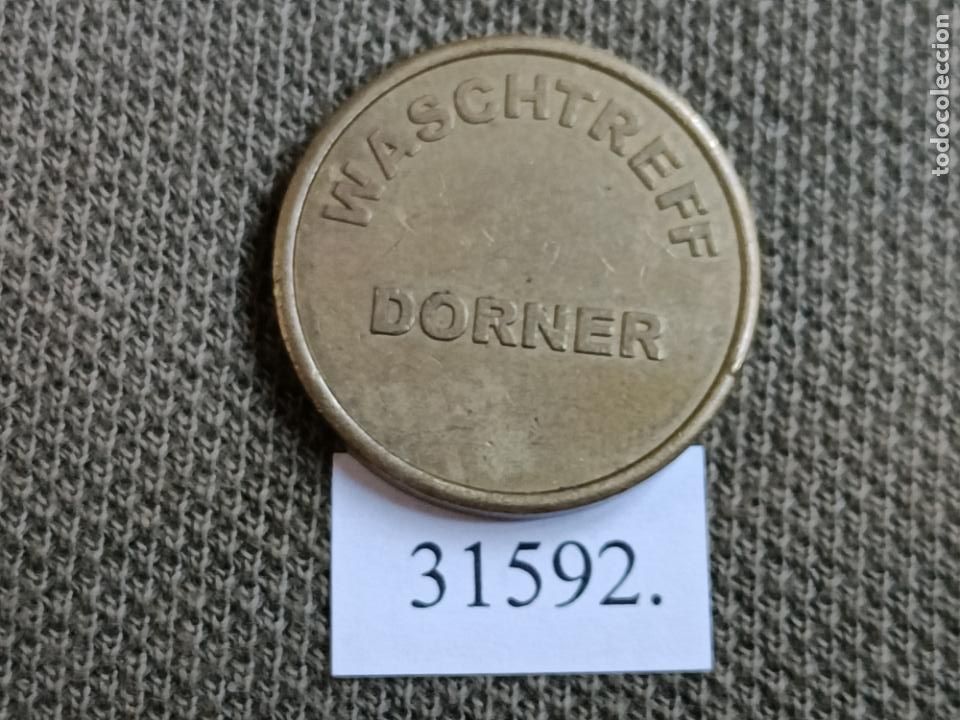 WASCHTREFF
DORNER
31592.
todocoleccion